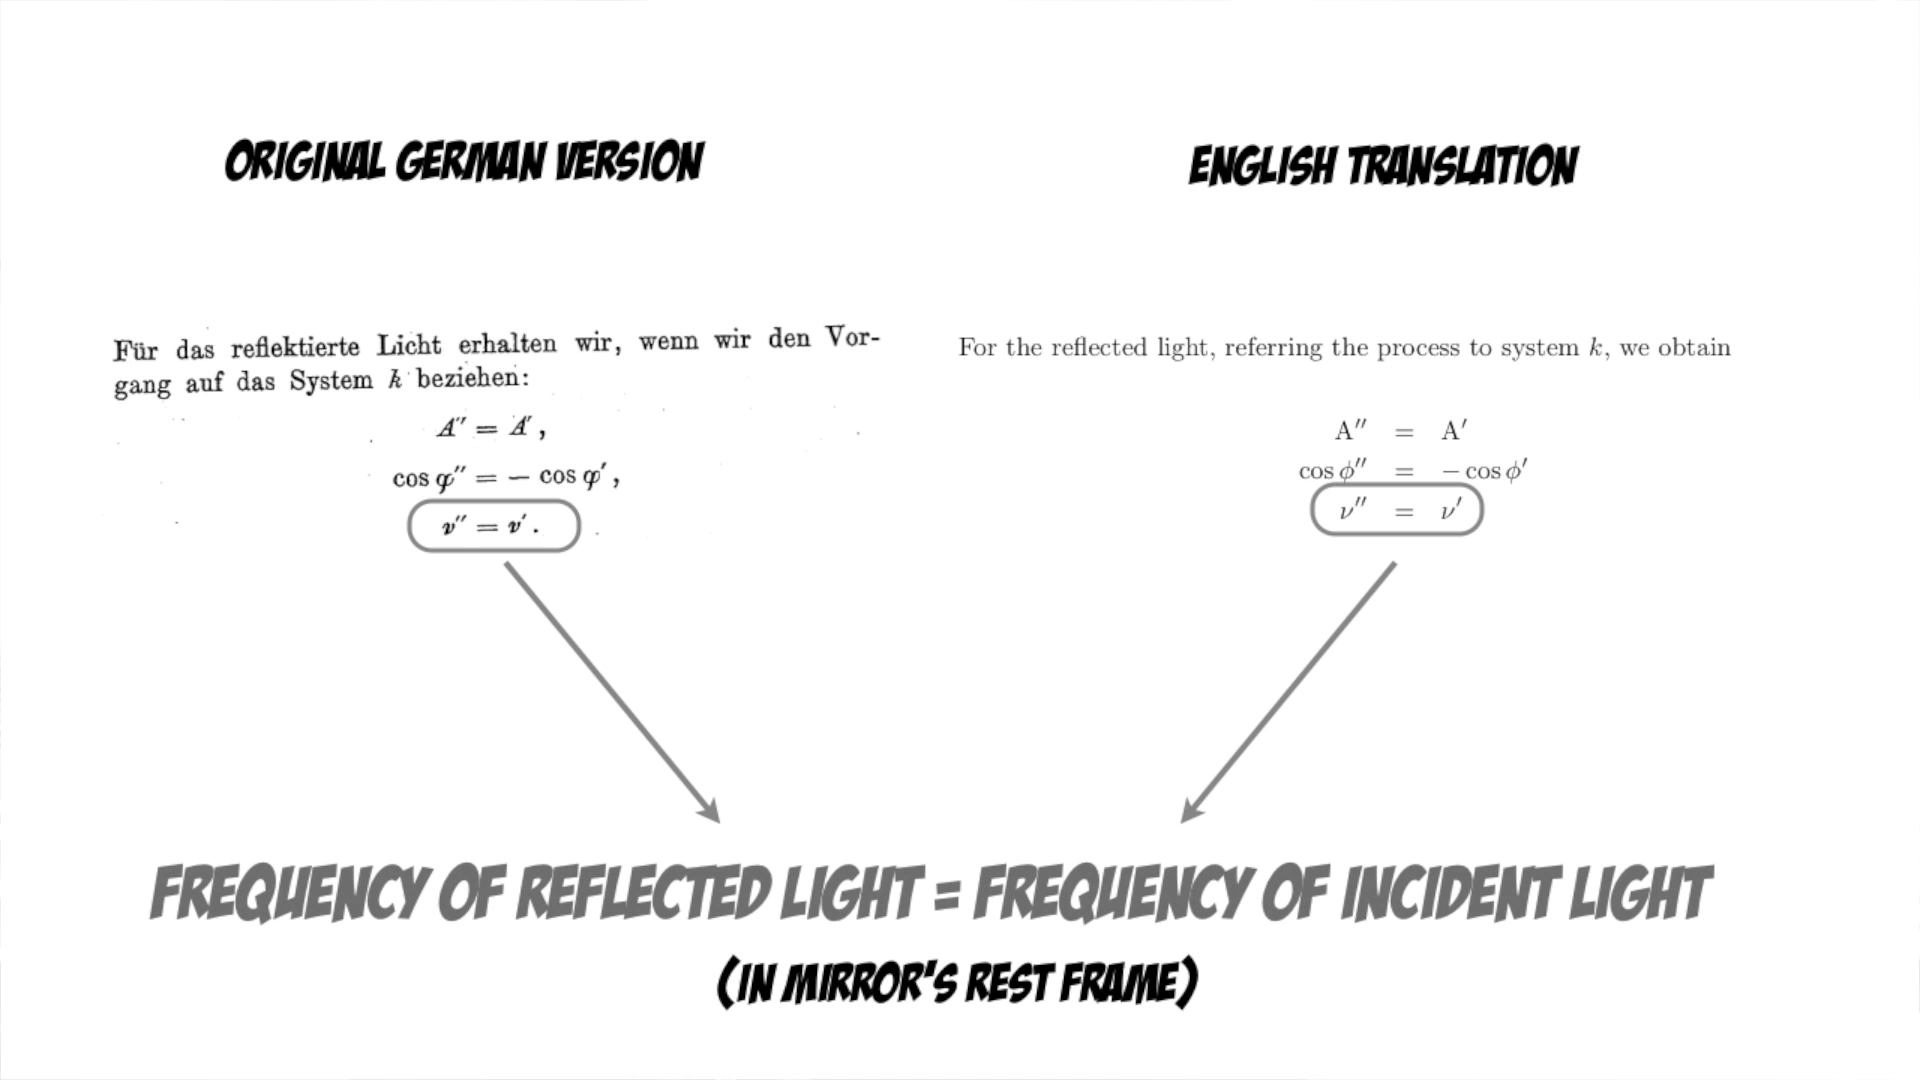 ORIGINAL GERMAN VERSION
Für das reflektierte Licht erhalten wir, wenn wir den Vor-
gang auf das System k beziehen:
A″ = A′,
cos φ″ = — cos φ′,
ν″ = ν′.
ENGLISH TRANSLATION
For the reflected light, referring the process to system k, we obtain
A″ = A′
cos ϕ″ = − cos ϕ′
ν″ = ν′
FREQUENCY OF REFLECTED LIGHT = FREQUENCY OF INCIDENT LIGHT
(IN MIRROR'S REST FRAME)